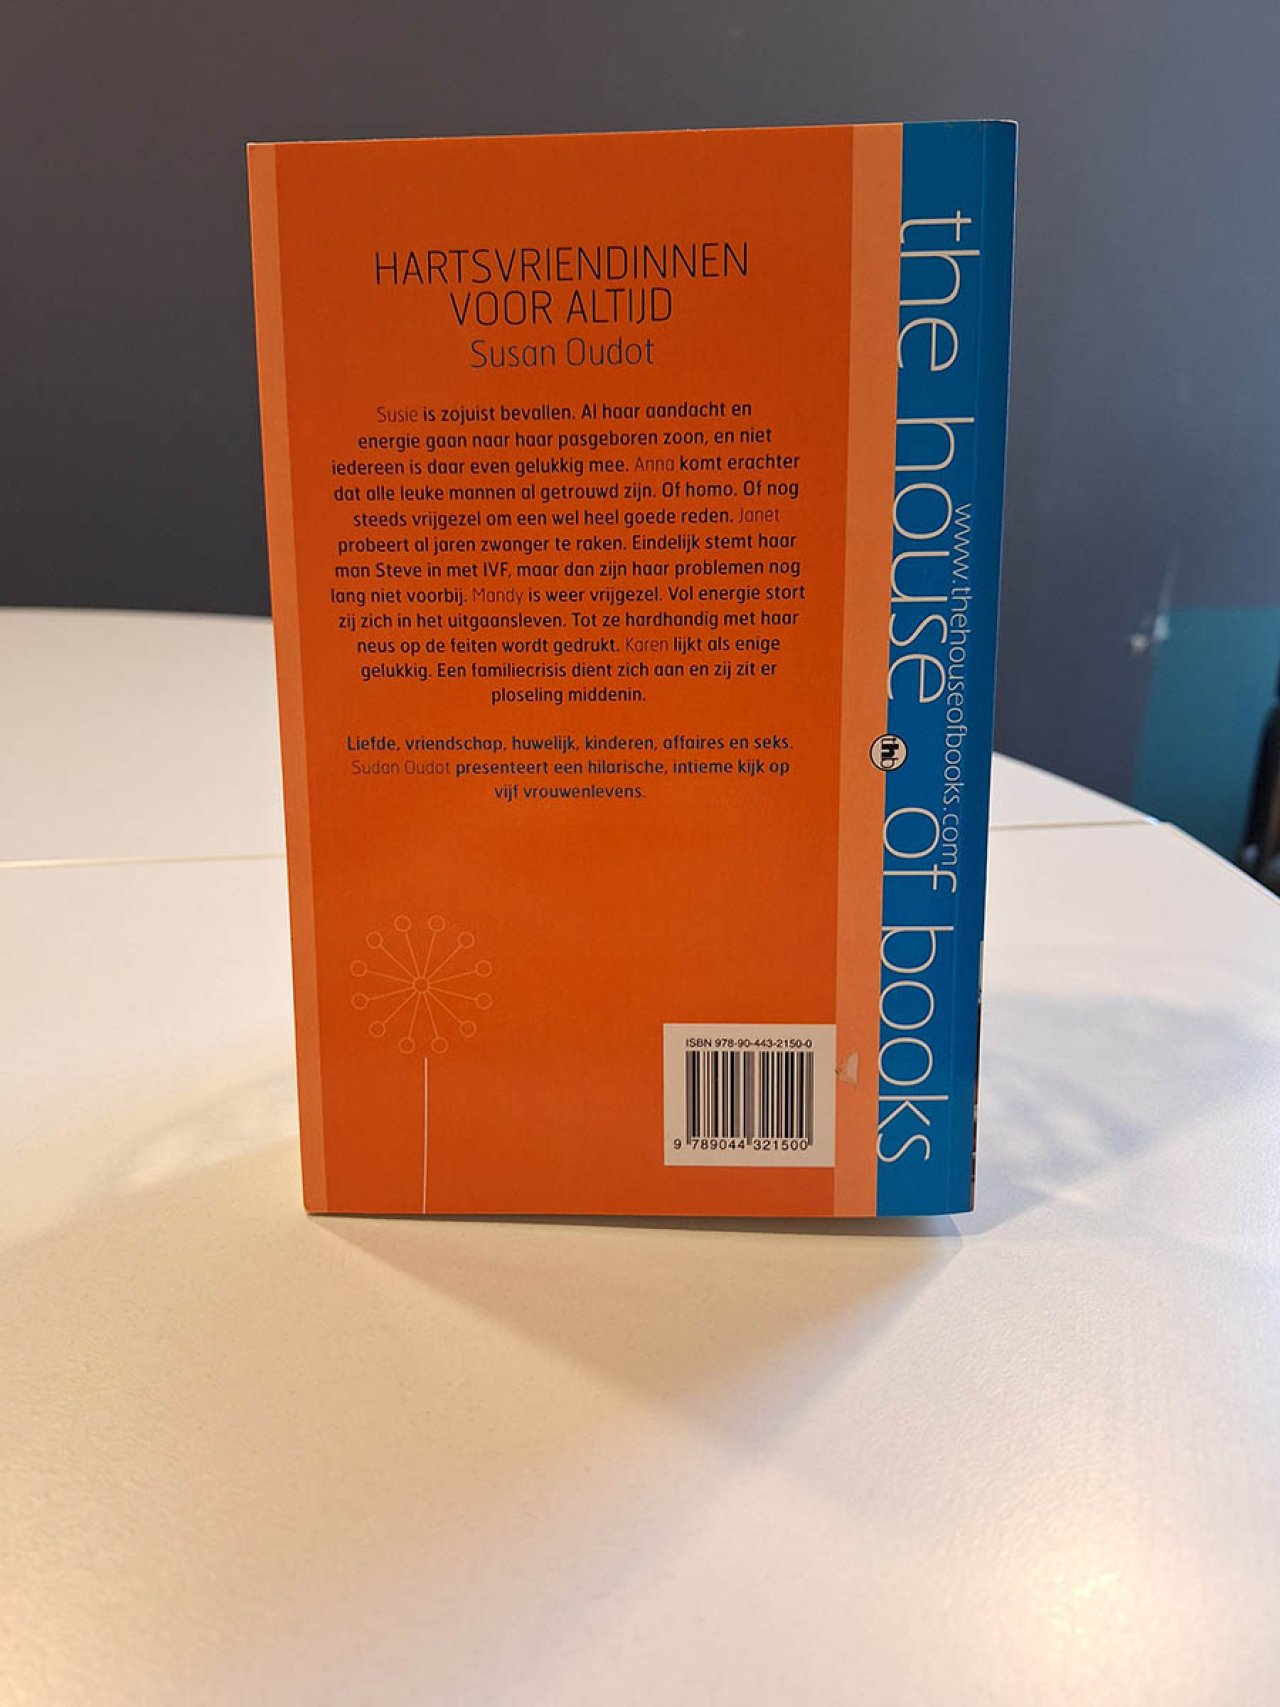 HARTSVRIENDINNEN
VOOR ALTIJD
Susan Oudot
Susie is zojuist bevallen. Al haar aandacht en
energie gaan naar haar pasgeboren zoon, en niet
iedereen is daar even gelukkig mee. Anna komt erachter
dat alle leuke mannen al getrouwd zijn. Of homo. Of nog
steeds vrijgezel om een wel heel goede reden. Janet
probeert al jaren zwanger te raken. Eindelijk stemt haar
man Steve in met IVF, maar dan zijn haar problemen nog
lang niet voorbij. Mandy is weer vrijgezel. Vol energie stort
zij zich in het uitgaansleven. Tot ze hardhandig met haar
neus op de feiten wordt gedrukt. Karen lijkt als enige
gelukkig. Een familiecrisis dient zich aan en zij zit er
ploseling middenin.
Liefde, vriendschap, huwelijk, kinderen, affaires en seks.
Sudan Oudot presenteert een hilarische, intieme kijk op
vijf vrouwenlevens.
ISBN 978-90-443-2150-0
9 789044 321500
the house of books
www.thehouseofbooks.com
thb